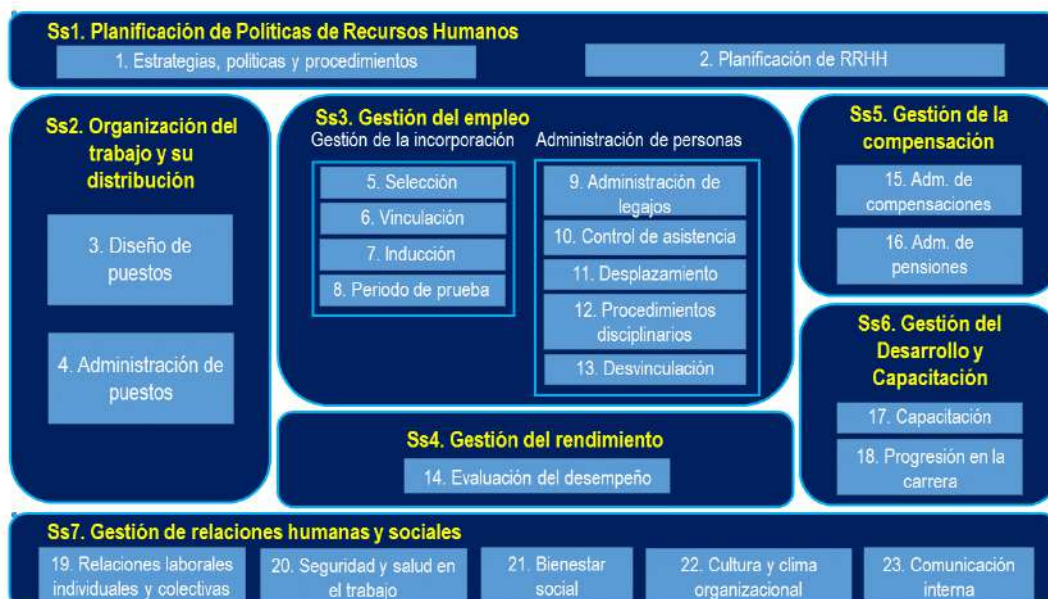 Ss1. Planificación de Políticas de Recursos Humanos
1. Estrategias, políticas y procedimientos
2. Planificación de RRHH
Ss2. Organización del
trabajo y su
distribución
3. Diseño de
puestos
4. Administración de
puestos
Ss3. Gestión del empleo
Gestión de la incorporación
5. Selección
6. Vinculación
7. Inducción
8. Periodo de prueba
Administración de personas
9. Administración de
legajos
10. Control de asistencia
11. Desplazamiento
12. Procedimientos
disciplinarios
13. Desvinculación
Ss4. Gestión del rendimiento
14. Evaluación del desempeño
Ss5. Gestión de la
compensación
15. Adm. de
compensaciones
16. Adm. de
pensiones
Ss6. Gestión del
Desarrollo y
Capacitación
17. Capacitación
18. Progresión en la
carrera
Ss7. Gestión de relaciones humanas y sociales
19. Relaciones laborales
individuales y colectivas
20. Seguridad y salud en
el trabajo
21. Bienestar
social
22. Cultura y clima
organizacional
23. Comunicación
interna